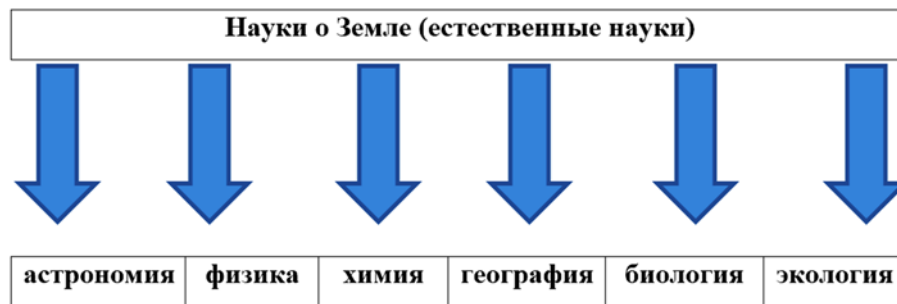 Науки о Земле (естественные науки)
астрономия физика химия география биология экология